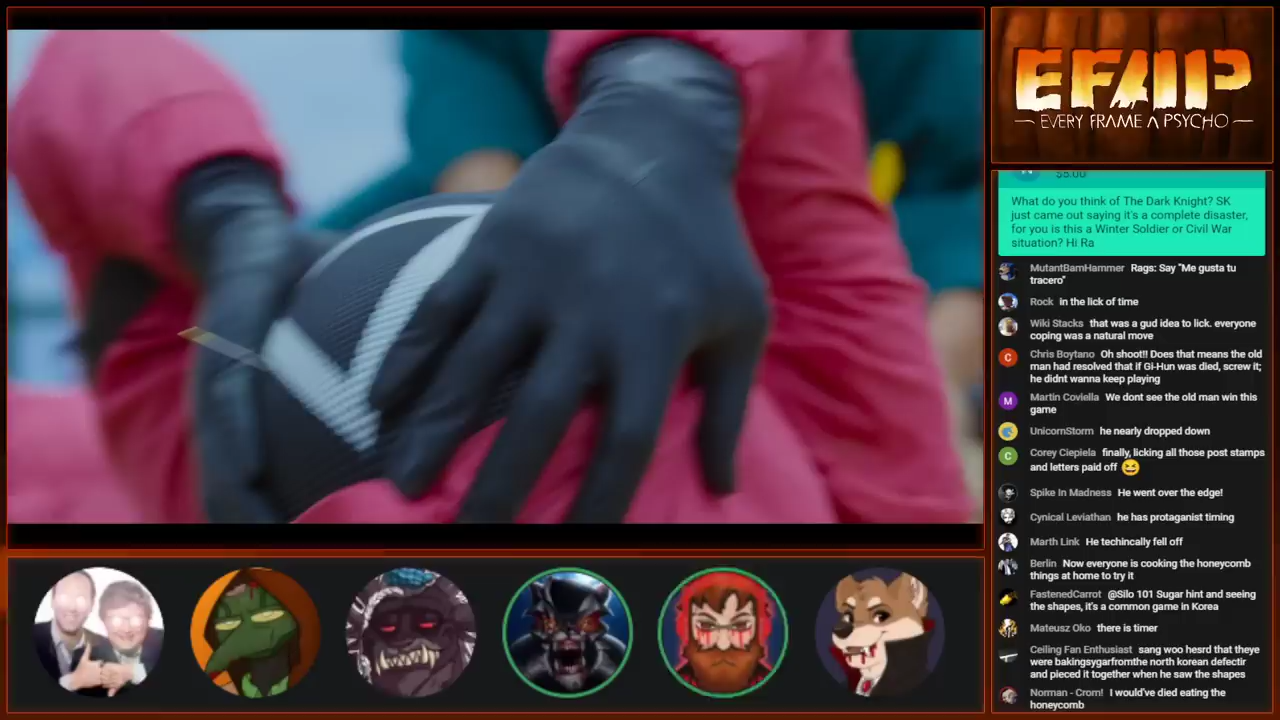 EFAP
EVERY FRAME A PSYCHO
$5.00
What do you think of The Dark Knight? SK
just came out saying it's a complete disaster,
for you is this a Winter Soldier or Civil War
situation? Hi Ra
MutantBamHammer Rags: Say "Me gusta tu
tracero"
Rock in the lick of time
Wiki Stacks that was a gud idea to lick. everyone
coping was a natural move
C Chris Boytano Oh shoot!! Does that means the old
man had resolved that if Gi-Hun was died, screw it;
he didnt wanna keep playing
M Martin Coviella We dont see the old man win this
game
UnicornStorm he nearly dropped down
C Corey Ciepiela finally, licking all those post stamps
and letters paid off
Spike In Madness He went over the edge!
Cynical Leviathan he has protaganist timing
Marth Link He techincally fell off
Berlin Now everyone is cooking the honeycomb
things at home to try it
FastenedCarrot @Silo 101 Sugar hint and seeing
the shapes, it's a common game in Korea
Mateusz Oko there is timer
Ceiling Fan Enthusiast sang woo hesrd that theye
were bakingsygarfromthe north korean defectir
and pieced it together when he saw the shapes
Norman - Crom! I would've died eating the
honeycomb